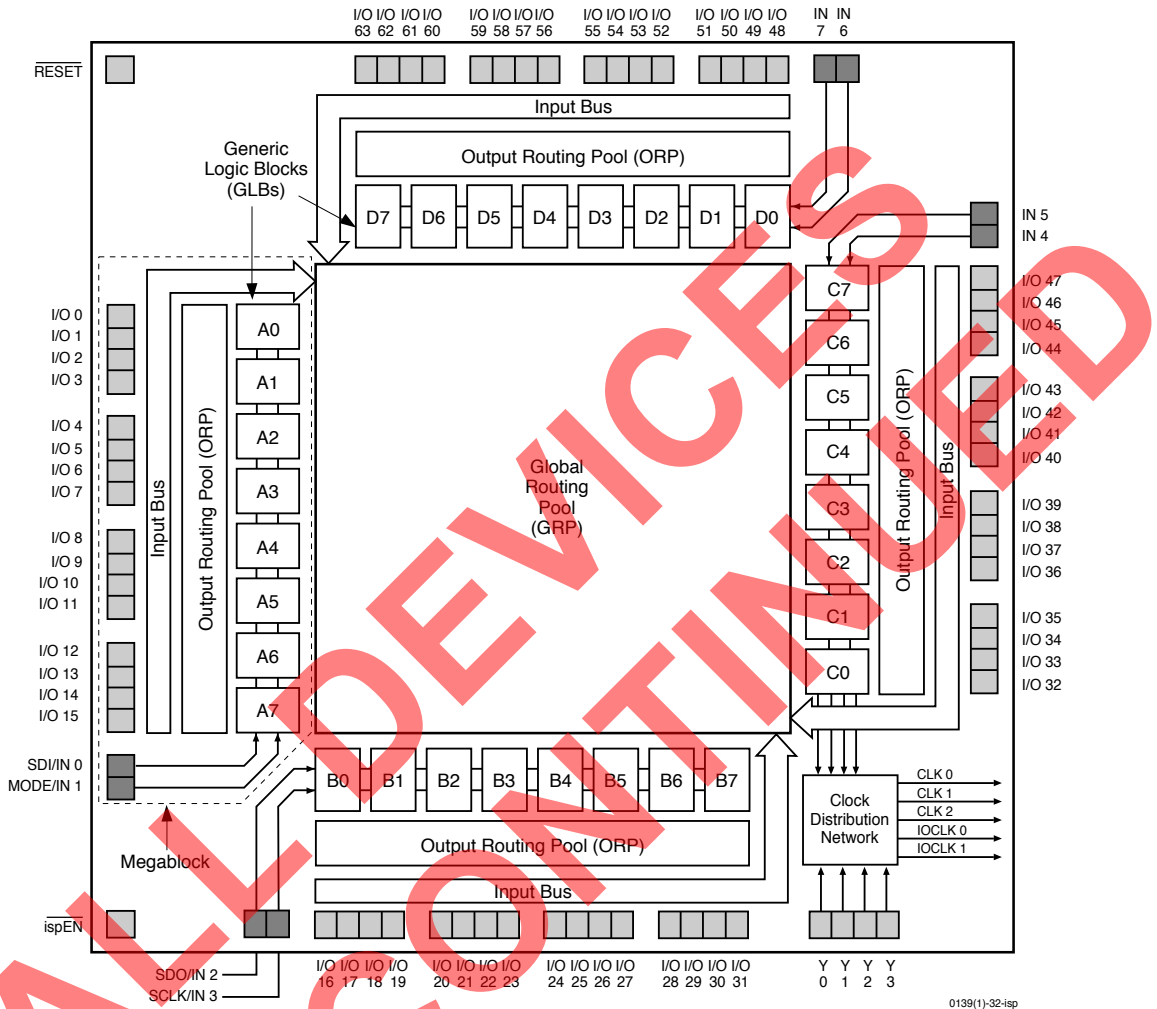 I/O I/O I/O I/O
63 62 61 60
I/O I/O I/O I/O
59 58 57 56
I/O I/O I/O I/O
55 54 53 52
I/O I/O I/O I/O
51 50 49 48
IN IN
7 6
RESET
Input Bus
Output Routing Pool (ORP)
Generic
Logic Blocks
(GLBs)
D7 D6 D5 D4 D3 D2 D1 D0
IN 5
IN 4
I/O 0
I/O 1
I/O 2
I/O 3
I/O 4
I/O 5
I/O 6
I/O 7
I/O 8
I/O 9
I/O 10
I/O 11
I/O 12
I/O 13
I/O 14
I/O 15
Input Bus
Output Routing Pool (ORP)
A0
A1
A2
A3
A4
A5
A6
A7
Global
Routing
Pool
(GRP)
C7
C6
C5
C4
C3
C2
C1
C0
Output Routing Pool (ORP)
Input Bus
I/O 47
I/O 46
I/O 45
I/O 44
I/O 43
I/O 42
I/O 41
I/O 40
I/O 39
I/O 38
I/O 37
I/O 36
I/O 35
I/O 34
I/O 33
I/O 32
SDI/IN 0
MODE/IN 1
B0 B1 B2 B3 B4 B5 B6 B7
Output Routing Pool (ORP)
Input Bus
Megablock
Clock
Distribution
Network
CLK 0
CLK 1
CLK 2
IOCLK 0
IOCLK 1
ispEN
SDO/IN 2
SCLK/IN 3
I/O I/O I/O I/O
16 17 18 19
I/O I/O I/O I/O
20 21 22 23
I/O I/O I/O I/O
24 25 26 27
I/O I/O I/O I/O
28 29 30 31
Y Y Y Y
0 1 2 3
0139(1)-32-isp
ALL DEVICES
CONTINUED